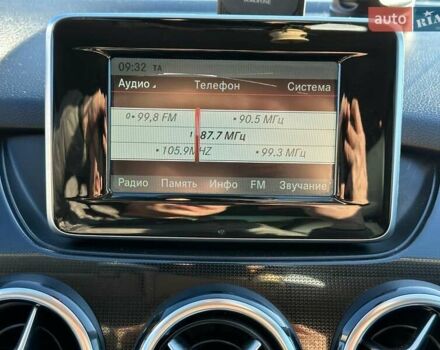 auto RIA
09:32 TA
Аудио Телефон Система
99,8 FM 90.5 МГц
87.7 МГц
105.9MHZ 99.3 МГц
Радио Память Инфо FM Звучание